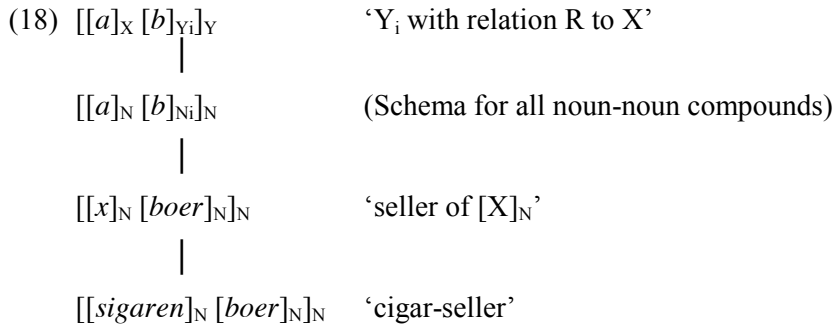 (18) [[a]X [b]Yi]Y ‘Yi with relation R to X’
[[a]N [b]Ni]N (Schema for all noun-noun compounds)
[[x]N [boer]N]N ‘seller of [X]N’
[[sigaren]N [boer]N]N ‘cigar-seller’